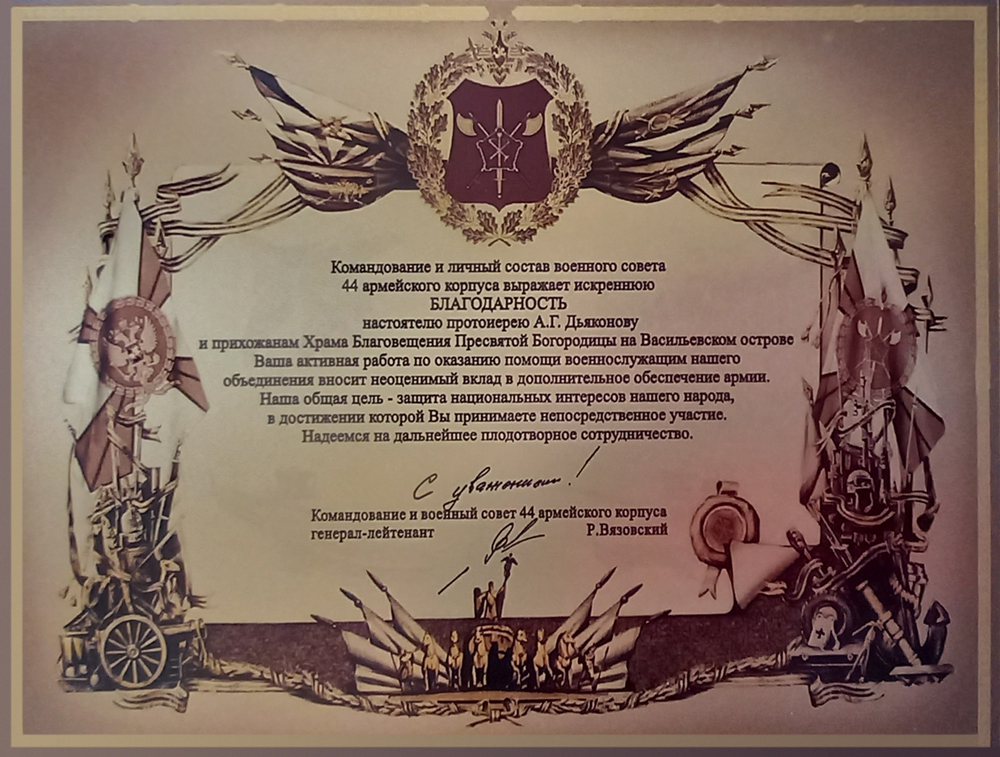 Командование и личный состав военного совета
44 армейского корпуса выражает искреннюю
БЛАГОДАРНОСТЬ
настоятелю протоиерею А.Г. Дьяконову
и прихожанам Храма Благовещения Пресвятой Богородицы на Васильевском острове
Ваша активная работа по оказанию помощи военнослужащим нашего
объединения вносит неоценимый вклад в дополнительное обеспечение армии.
Наша общая цель - защита национальных интересов нашего народа,
в достижении которой Вы принимаете непосредственное участие.
Надеемся на дальнейшее плодотворное сотрудничество.
С уважением!
Командование и военный совет 44 армейского корпуса
генерал-лейтенант Р.Вязовский